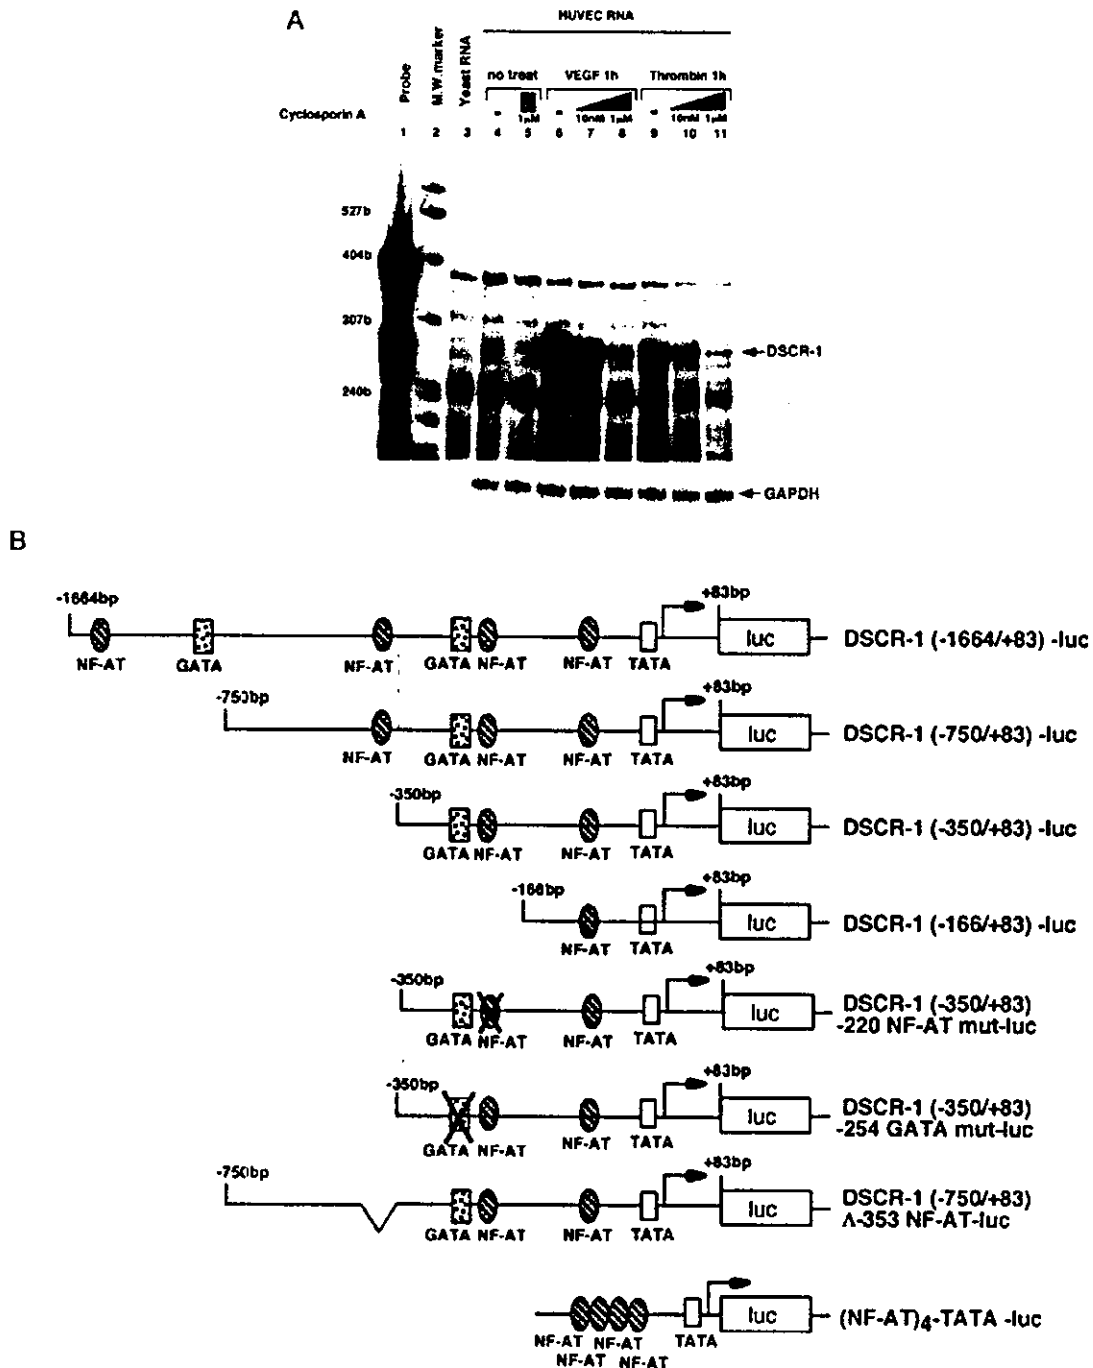 A
HUVEC RNA
Probe
M.W.marker
Yeast RNA
no treat
VEGF 1h
Thrombin 1h
Cyclosporin A
- 1μM - 10nM 1μM - 10nM 1μM
1 2 3 4 5 6 7 8 9 10 11
527b
404b
307b
DSCR-1
240b
GAPDH
B
-1664bp
+83bp
luc
DSCR-1 (-1664/+83) -luc
NF-AT GATA NF-AT GATA NF-AT NF-AT TATA
-750bp
+83bp
luc
DSCR-1 (-750/+83) -luc
NF-AT GATA NF-AT NF-AT TATA
-350bp
+83bp
luc
DSCR-1 (-350/+83) -luc
GATA NF-AT NF-AT TATA
-166bp
+83bp
luc
DSCR-1 (-166/+83) -luc
NF-AT TATA
-350bp
+83bp
luc
DSCR-1 (-350/+83)
-220 NF-AT mut-luc
GATA NF-AT NF-AT TATA
-350bp
+83bp
luc
DSCR-1 (-350/+83)
-254 GATA mut-luc
GATA NF-AT NF-AT TATA
-750bp
+83bp
luc
DSCR-1 (-750/+83)
Λ-353 NF-AT-luc
GATA NF-AT NF-AT TATA
luc
(NF-AT)4-TATA -luc
NF-AT NF-AT TATA
NF-AT NF-AT